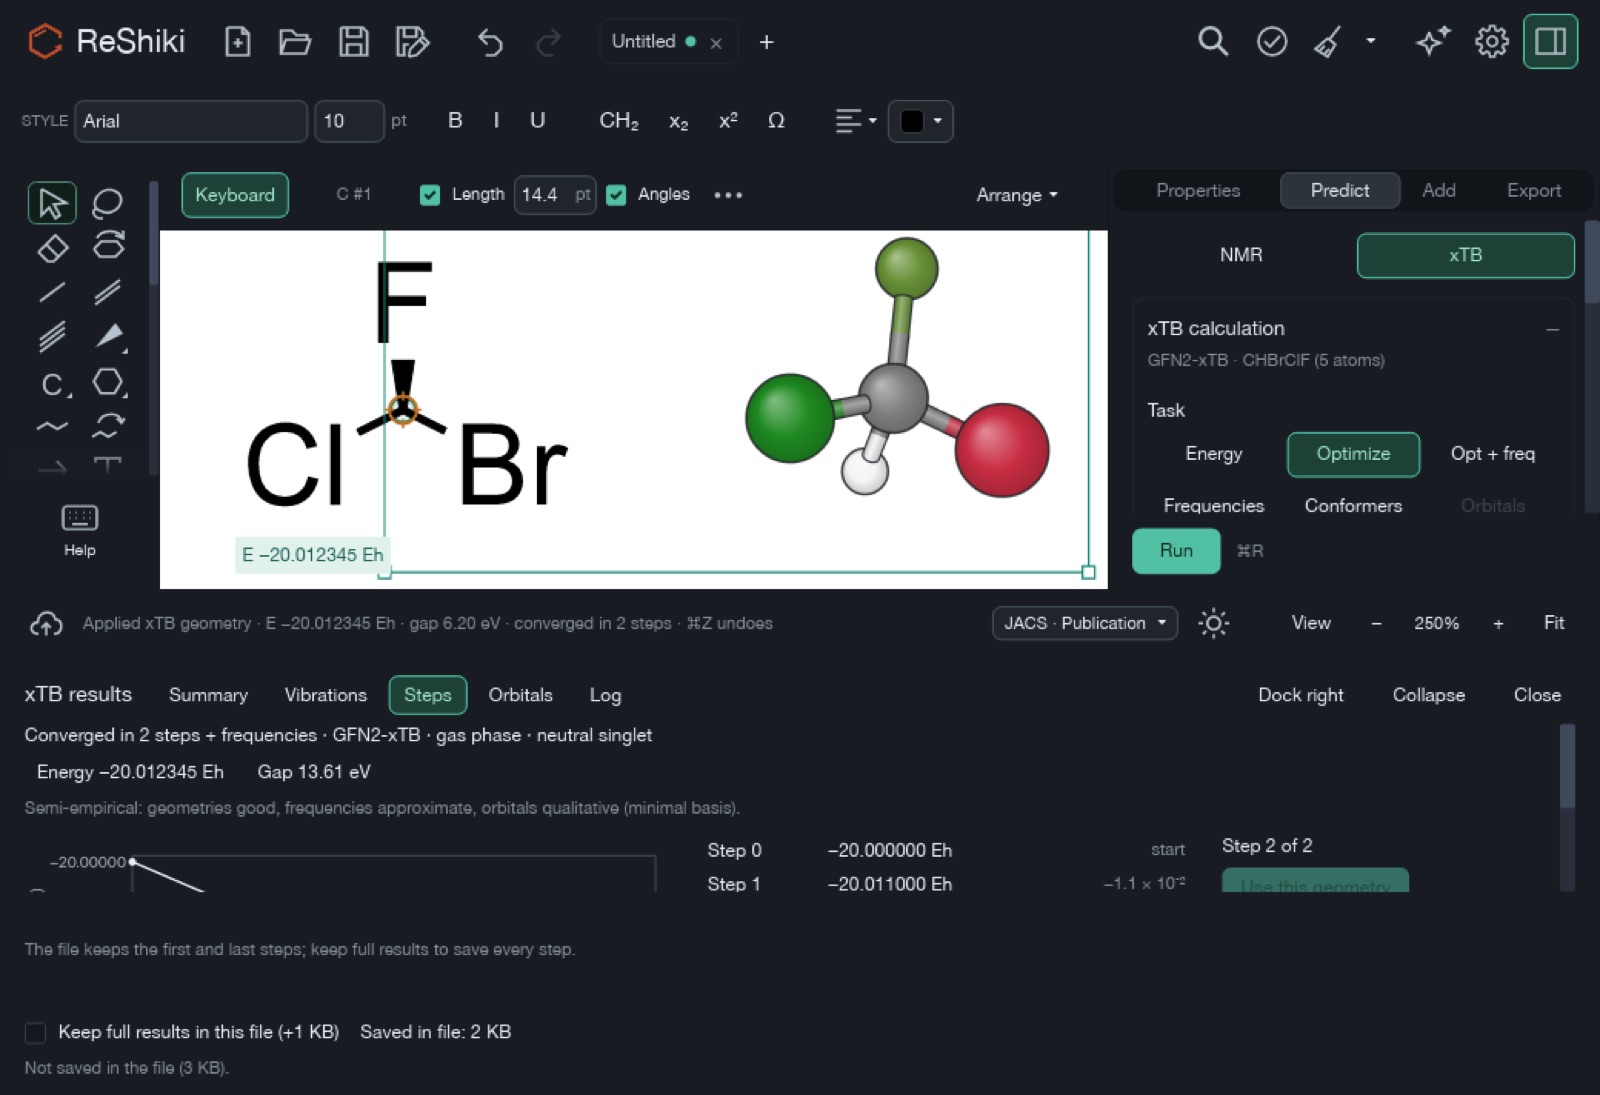 ReShiki
Untitled
STYLE Arial 10 pt B I U CH₂ x₂ x² Ω
Keyboard C #1 Length 14.4 pt Angles Arrange
Properties Predict Add Export
NMR xTB
xTB calculation
GFN2-xTB · CHBrClF (5 atoms)
Task
Energy Optimize Opt + freq
Frequencies Conformers Orbitals
Run ⌘R
C
T
Help
F
Cl Br
E −20.012345 Eh
Applied xTB geometry · E −20.012345 Eh · gap 6.20 eV · converged in 2 steps · ⌘Z undoes
JACS · Publication View − 250% + Fit
xTB results Summary Vibrations Steps Orbitals Log Dock right Collapse Close
Converged in 2 steps + frequencies · GFN2-xTB · gas phase · neutral singlet
Energy −20.012345 Eh Gap 13.61 eV
Semi-empirical: geometries good, frequencies approximate, orbitals qualitative (minimal basis).
−20.00000
Step 0 −20.000000 Eh start
Step 1 −20.011000 Eh −1.1 × 10⁻²
Step 2 of 2
Use this geometry
The file keeps the first and last steps; keep full results to save every step.
Keep full results in this file (+1 KB) Saved in file: 2 KB
Not saved in the file (3 KB).